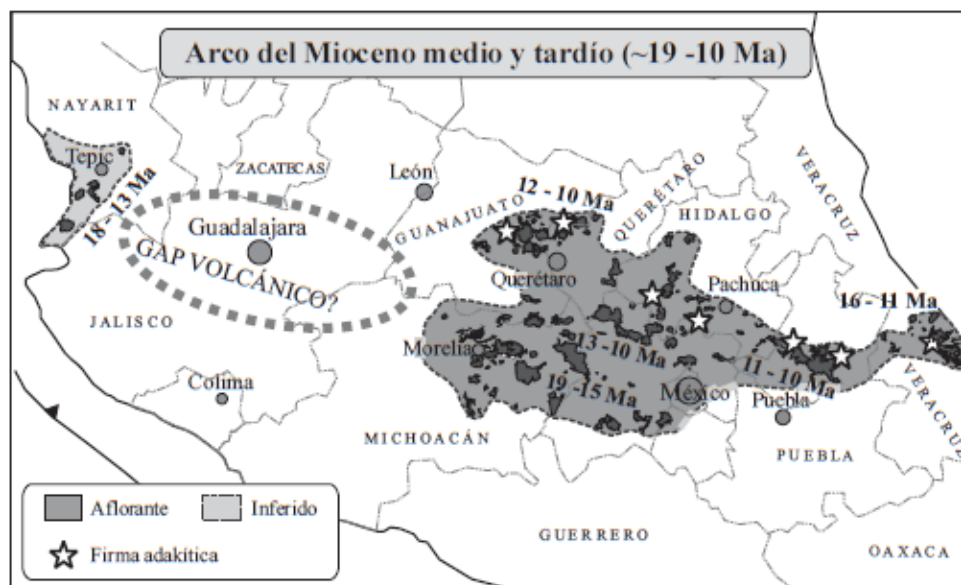 Arco del Mioceno medio y tardío (~19 -10 Ma)
NAYARIT
Tepic
18 - 13 Ma
ZACATECAS
León
GUANAJUATO
12 - 10 Ma
QUERÉTARO
HIDALGO
VERACRUZ
Guadalajara
GAP VOLCÁNICO?
Querétaro
Pachuca
16 - 11 Ma
JALISCO
Morelia
13 -10 Ma
19 -15 Ma
México
11 - 10 Ma
Puebla
VERACRUZ
Colima
MICHOACÁN
PUEBLA
GUERRERO
OAXACA
Aflorante
Inferido
Firma adakítica